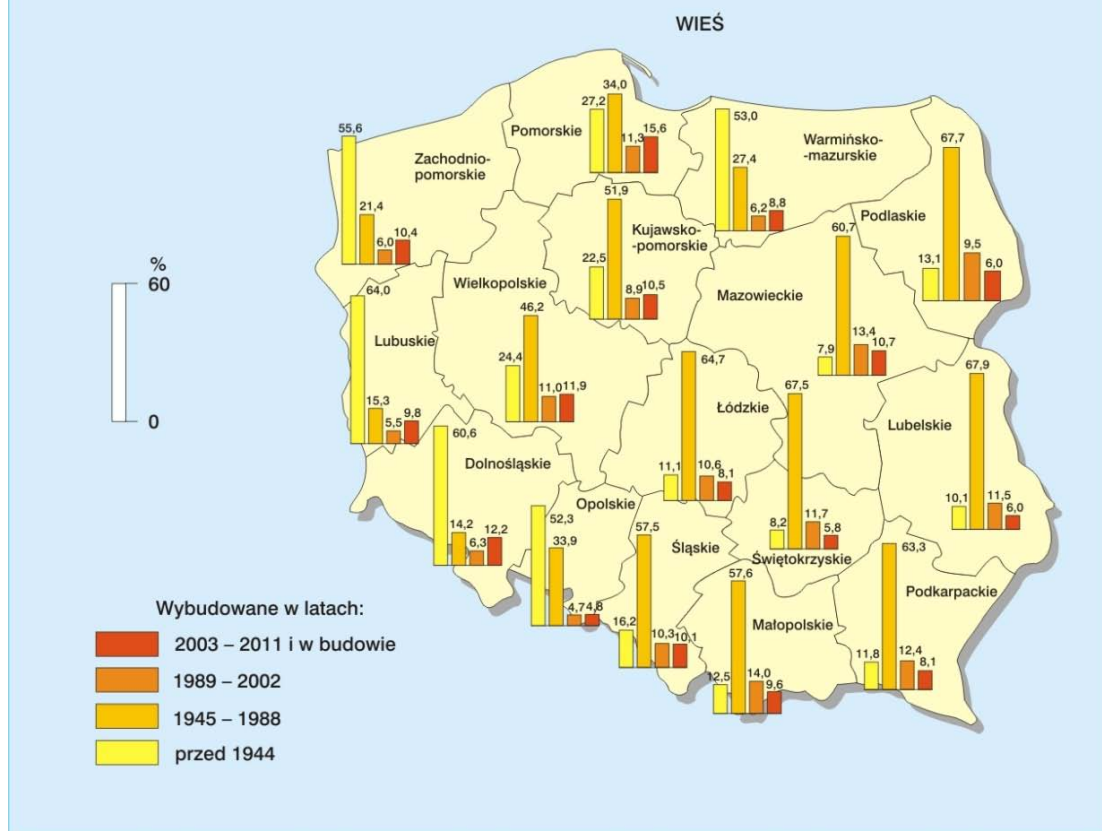 WIEŚ
Pomorskie
27,2
34,0
11,3
15,6
Zachodnio-
pomorskie
55,6
21,4
6,0
10,4
Warmińsko-
-mazurskie
53,0
27,4
6,2
8,8
Podlaskie
13,1
67,7
9,5
6,0
Kujawsko-
-pomorskie
22,5
51,9
8,9
10,5
Mazowieckie
7,9
60,7
13,4
10,7
Wielkopolskie
24,4
46,2
11,0
11,9
%
60
0
Lubuskie
64,0
15,3
5,5
9,8
Łódzkie
11,1
64,7
10,6
8,1
Lubelskie
10,1
67,9
11,5
6,0
Dolnośląskie
60,6
14,2
6,3
12,2
Opolskie
52,3
33,9
4,7
4,8
Śląskie
16,2
57,5
10,3
10,1
Świętokrzyskie
8,2
67,5
11,7
5,8
Małopolskie
12,5
57,6
14,0
9,6
Podkarpackie
11,8
63,3
12,4
8,1
Wybudowane w latach:
2003 – 2011 i w budowie
1989 – 2002
1945 – 1988
przed 1944